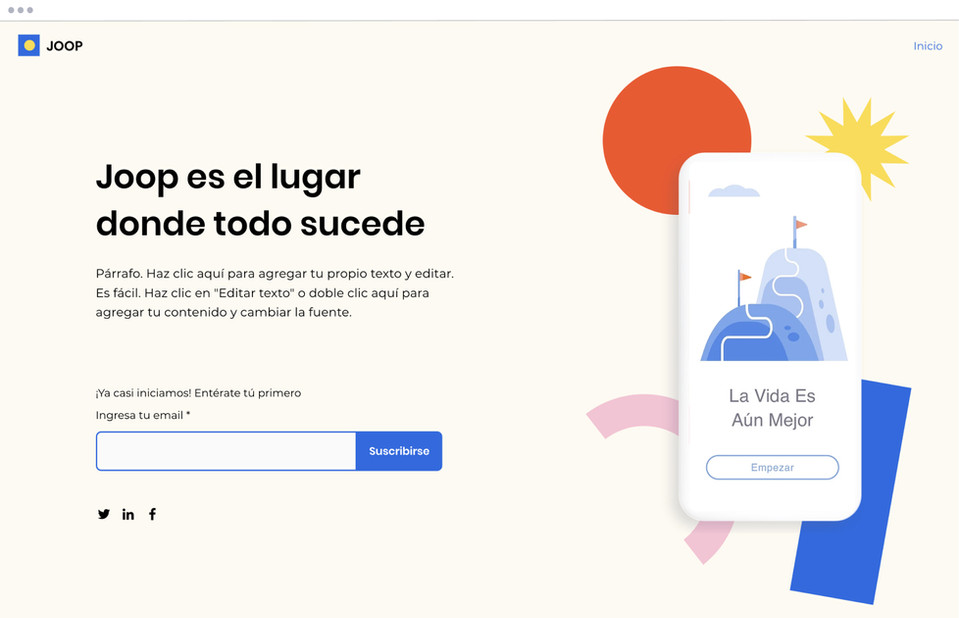 JOOP
Inicio
Joop es el lugar
donde todo sucede
Párrafo. Haz clic aquí para agregar tu propio texto y editar.
Es fácil. Haz clic en "Editar texto" o doble clic aquí para
agregar tu contenido y cambiar la fuente.
¡Ya casi iniciamos! Entérate tú primero
Ingresa tu email *
Suscribirse
La Vida Es
Aún Mejor
Empezar